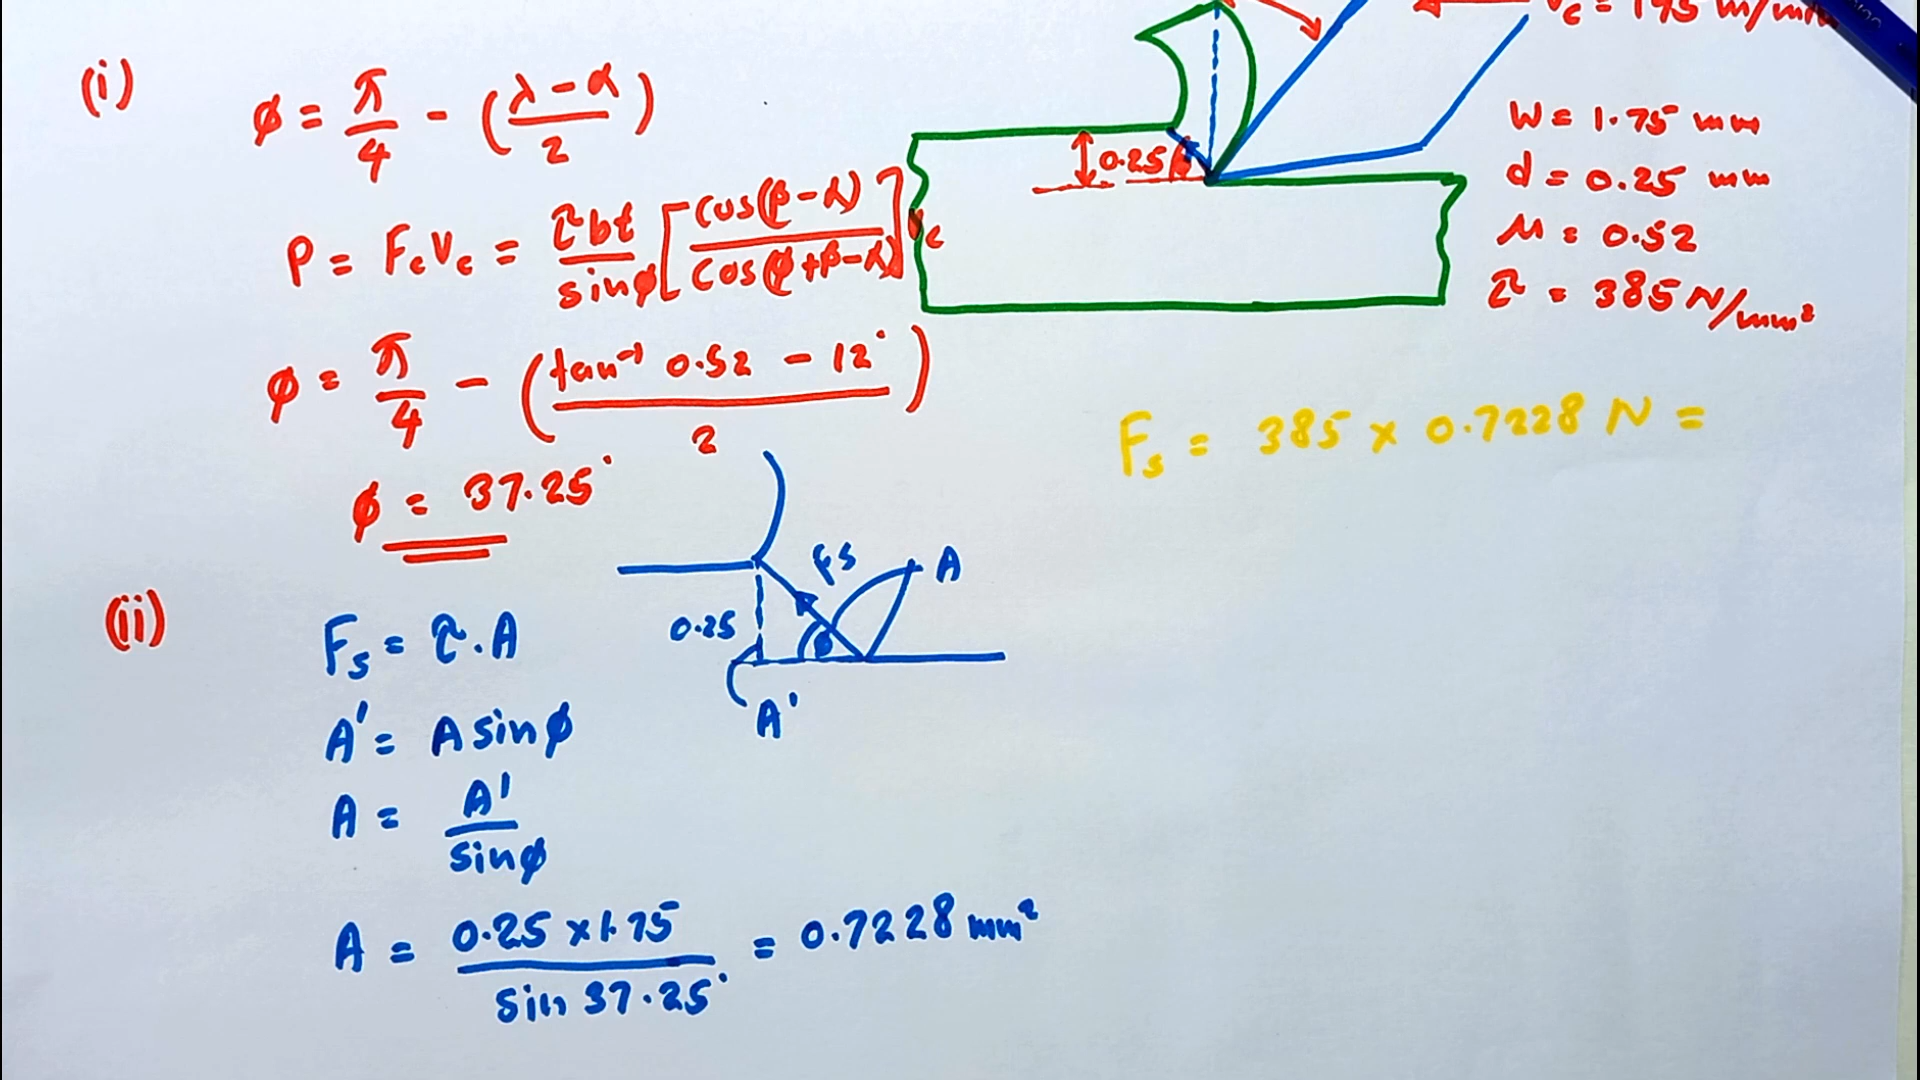 (i)
φ = π/4 - (λ-α/2)
P = FcVc = τbt/sinφ [cos(β-α)/cos(φ+β-α)] Vc
φ = π/4 - (tan⁻¹ 0.52 - 12°/2)
φ = 37.25°
(ii)
Fs = τ.A
A' = A sinφ
A = A'/sinφ
A = 0.25 x 1.75/sin 37.25° = 0.7228 mm²
Fs
A
0.25
φ
A'
0.25
φ
W = 1.75 mm
d = 0.25 mm
μ = 0.52
τ = 385 N/mm²
Fs = 385 x 0.7228 N =